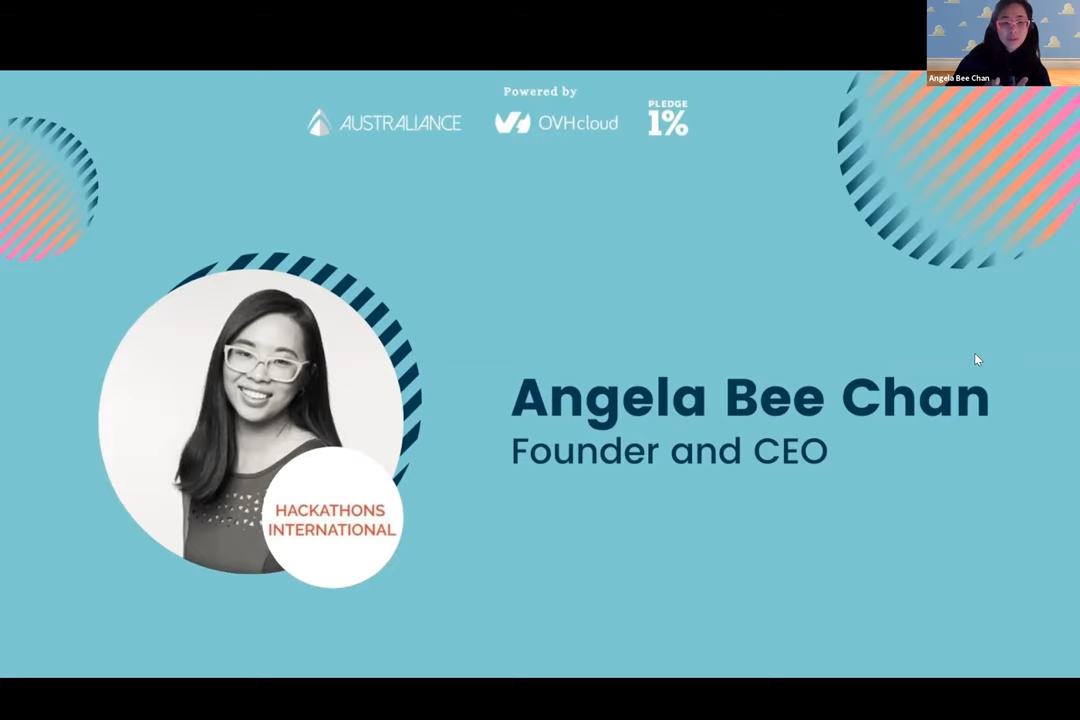 Angela Bee Chan
Powered by
AUSTRALIANCE
OVHcloud
PLEDGE
1%
Angela Bee Chan
Founder and CEO
HACKATHONS
INTERNATIONAL